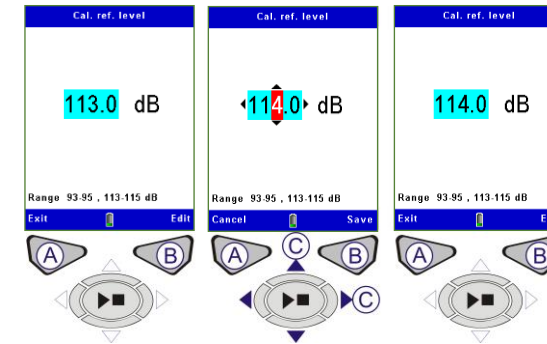 Cal. ref. level
113.0 dB
Range 93-95 , 113-115 dB
Exit Edit
A B
Cal. ref. level
114.0 dB
Range 93-95 , 113-115 dB
Cancel Save
A C B
C
Cal. ref. level
114.0 dB
Range 93-95 , 113-115 dB
Exit E
A B